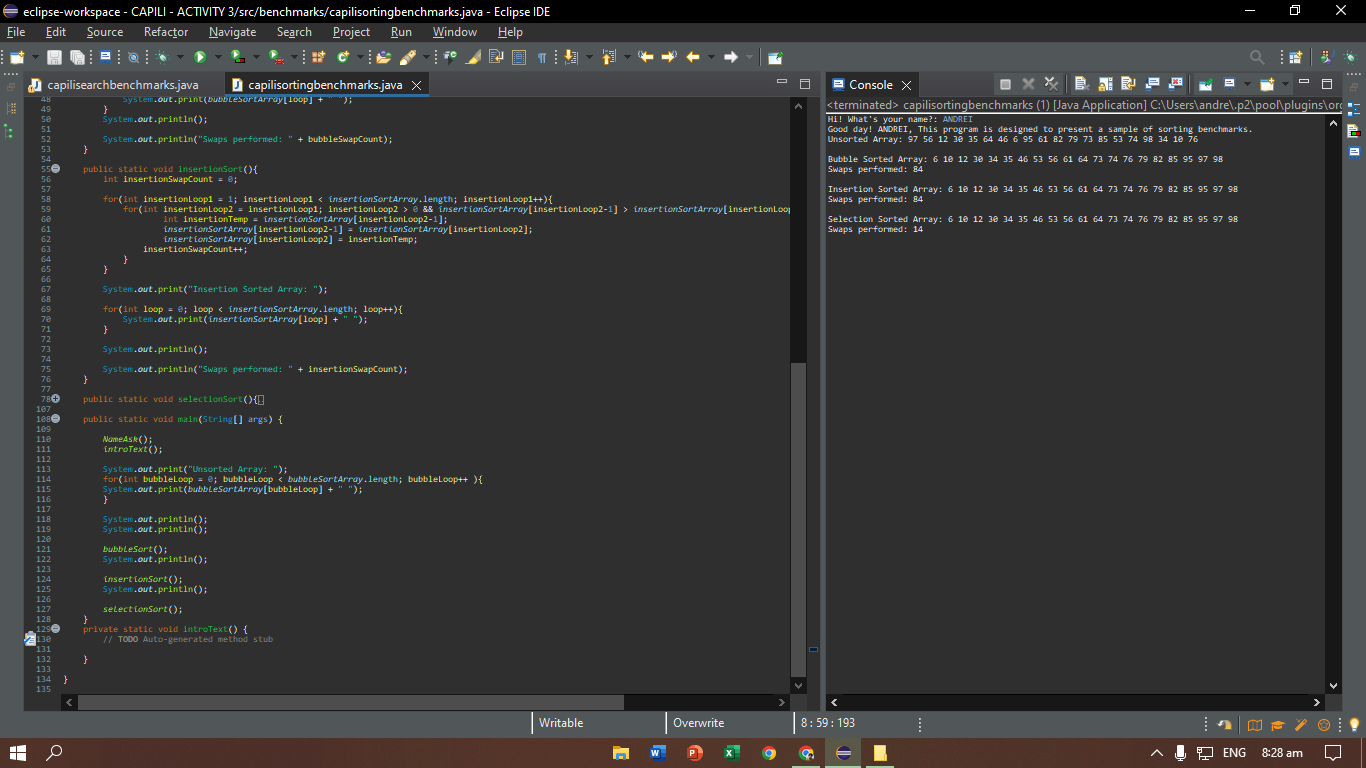 eclipse-workspace - CAPILI - ACTIVITY 3/src/benchmarks/capilisortingbenchmarks.java - Eclipse IDE
File Edit Source Refactor Navigate Search Project Run Window Help
capilisearchbenchmarks.java capilisortingbenchmarks.java
48 System.out.print(bubbleSortArray[loop] + " ");
49 }
50 System.out.println();
51
52 System.out.println("Swaps performed: " + bubbleSwapCount);
53 }
54
55 public static void insertionSort(){
56 int insertionSwapCount = 0;
57
58 for(int insertionLoop1 = 1; insertionLoop1 < insertionSortArray.length; insertionLoop1++){
59 for(int insertionLoop2 = insertionLoop1; insertionLoop2 > 0 && insertionSortArray[insertionLoop2-1] > insertionSortArray[insertionLoo
60 int insertionTemp = insertionSortArray[insertionLoop2-1];
61 insertionSortArray[insertionLoop2-1] = insertionSortArray[insertionLoop2];
62 insertionSortArray[insertionLoop2] = insertionTemp;
63 insertionSwapCount++;
64 }
65 }
66
67 System.out.print("Insertion Sorted Array: ");
68
69 for(int loop = 0; loop < insertionSortArray.length; loop++){
70 System.out.print(insertionSortArray[loop] + " ");
71 }
72
73 System.out.println();
74
75 System.out.println("Swaps performed: " + insertionSwapCount);
76 }
77
78 public static void selectionSort(){
107
108 public static void main(String[] args) {
109
110 NameAsk();
111 introText();
112
113 System.out.print("Unsorted Array: ");
114 for(int bubbleLoop = 0; bubbleLoop < bubbleSortArray.length; bubbleLoop++ ){
115 System.out.print(bubbleSortArray[bubbleLoop] + " ");
116 }
117
118 System.out.println();
119 System.out.println();
120
121 bubbleSort();
122 System.out.println();
123
124 insertionSort();
125 System.out.println();
126
127 selectionSort();
128 }
129 private static void introText() {
130 // TODO Auto-generated method stub
131
132 }
133
134 }
135
Console
<terminated> capilisortingbenchmarks (1) [Java Application] C:\Users\andre\.p2\pool\plugins\org
Hi! What's your name?: ANDREI
Good day! ANDREI, This program is designed to present a sample of sorting benchmarks.
Unsorted Array: 97 56 12 30 35 64 46 6 95 61 82 79 73 85 53 74 98 34 10 76
Bubble Sorted Array: 6 10 12 30 34 35 46 53 56 61 64 73 74 76 79 82 85 95 97 98
Swaps performed: 84
Insertion Sorted Array: 6 10 12 30 34 35 46 53 56 61 64 73 74 76 79 82 85 95 97 98
Swaps performed: 84
Selection Sorted Array: 6 10 12 30 34 35 46 53 56 61 64 73 74 76 79 82 85 95 97 98
Swaps performed: 14
Writable Overwrite 8 : 59 : 193
ENG 8:28 am